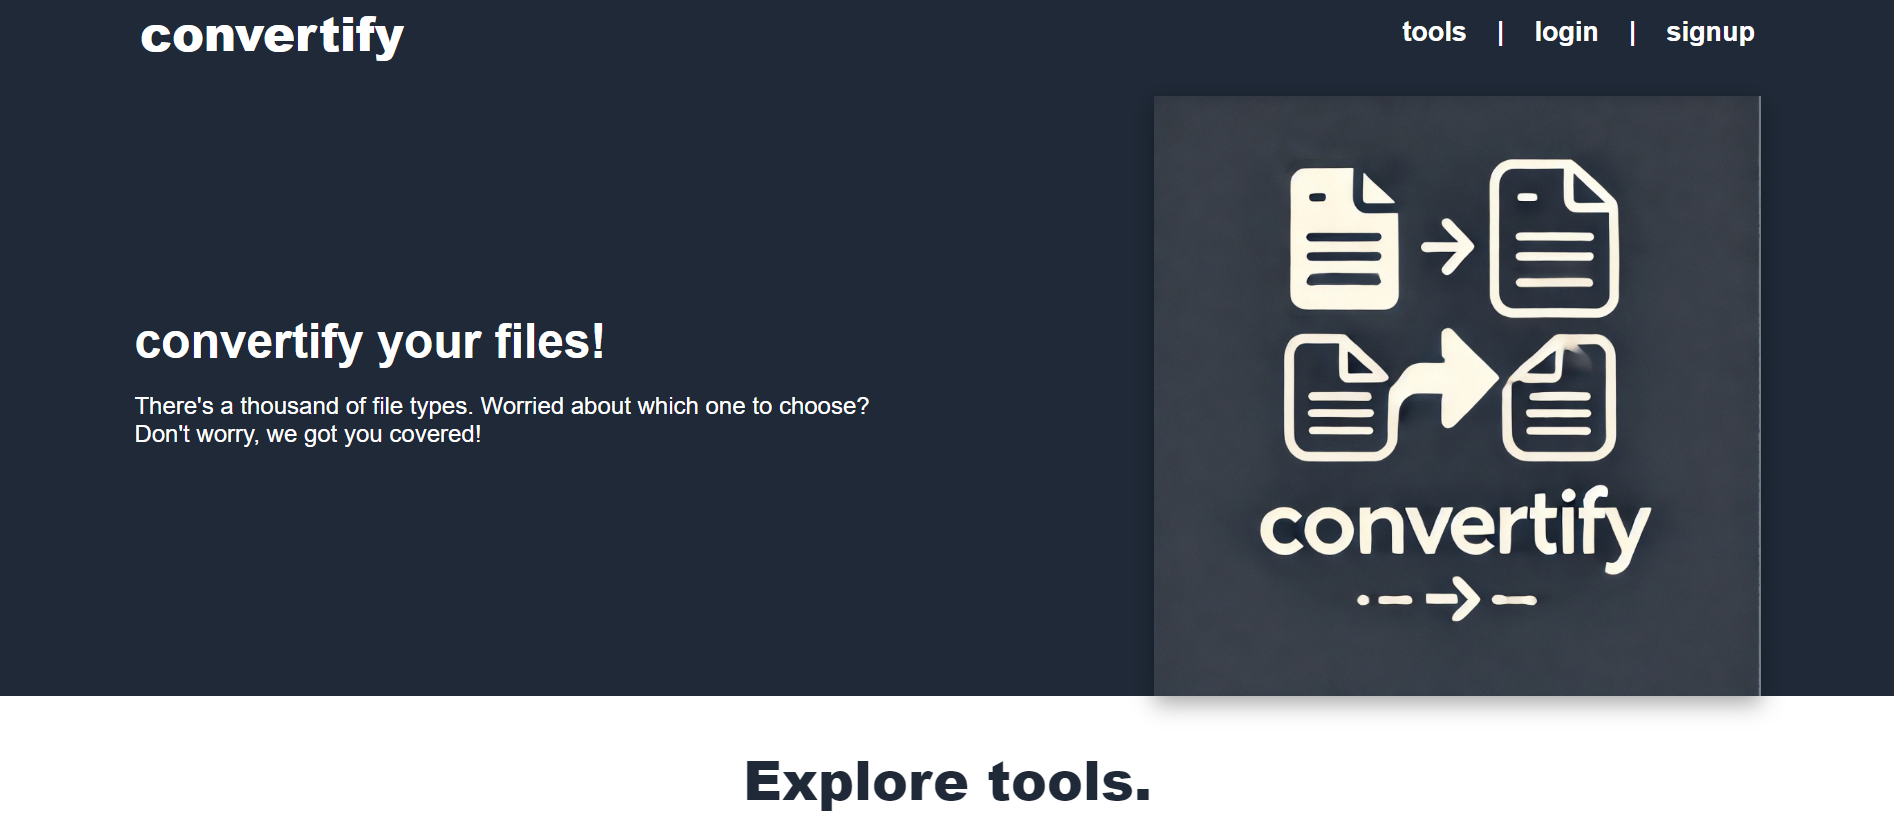 convertify
tools | login | signup
convertify your files!
There's a thousand of file types. Worried about which one to choose?
Don't worry, we got you covered!
convertify
Explore tools.